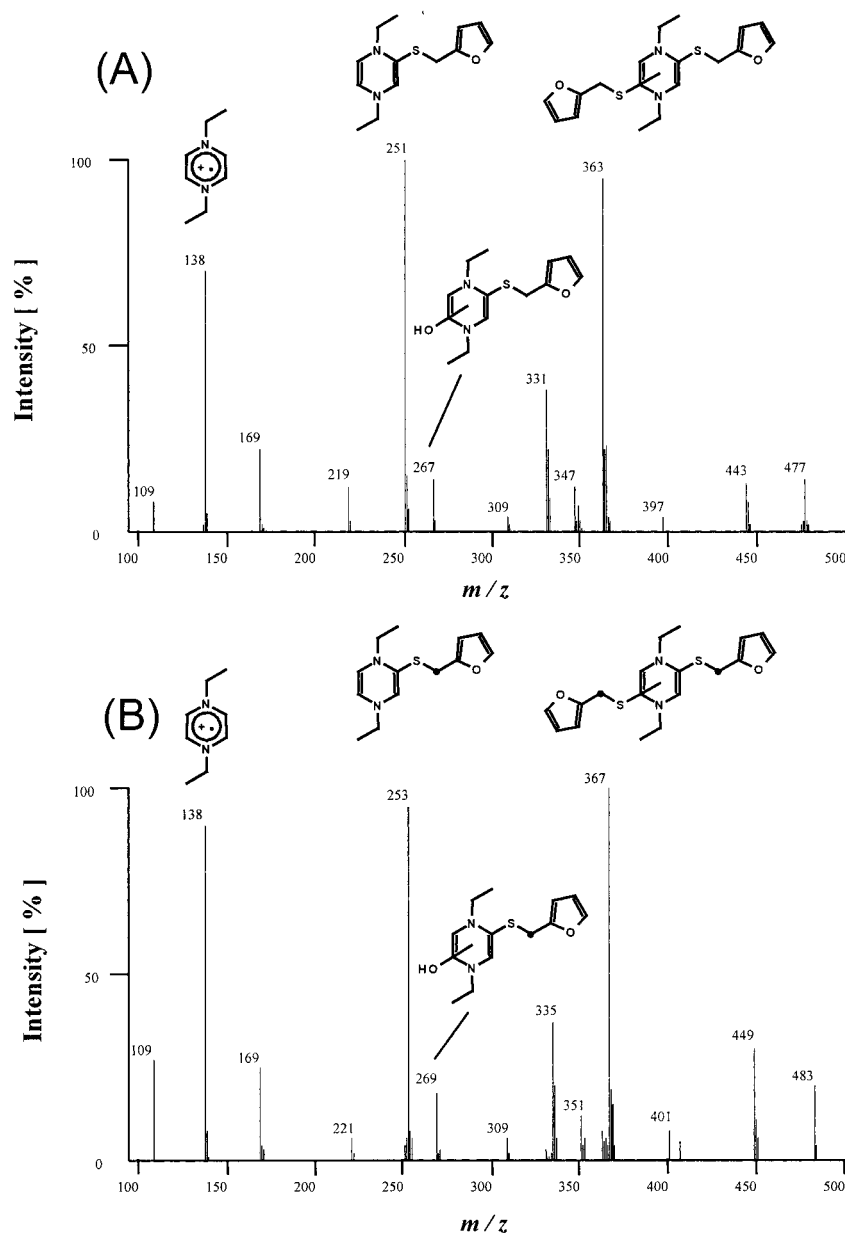 (A)
N
S
O
N
O
S
N
S
O
N
N
+ •
N
100
50
0
Intensity [ % ]
138
251
363
N
S
O
HO
N
109
169
219
267
309
331
347
397
443
477
100
150
200
250
300
350
400
450
500
m / z
(B)
N
S
O
N
O
S
N
S
O
N
N
+ •
N
100
50
0
Intensity [ % ]
138
253
367
N
S
O
HO
N
109
169
221
269
309
335
351
401
449
483
100
150
200
250
300
350
400
450
500
m / z